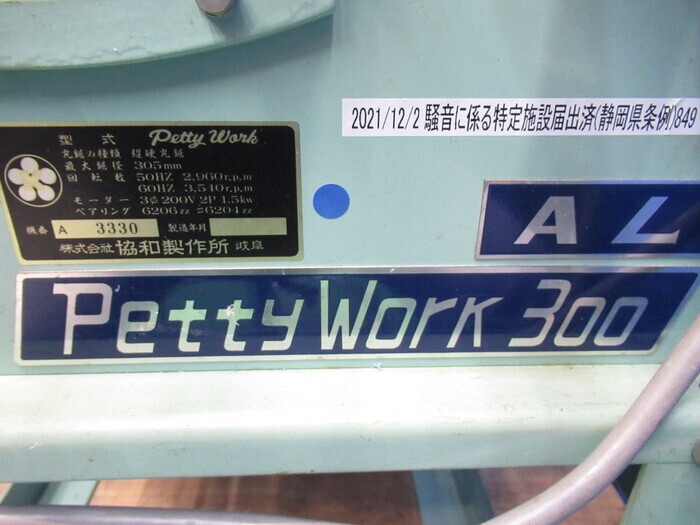 2021/12/2 騒音に係る特定施設届出済(静岡県条例)849
型式 Petty Work
丸鋸の種類 超硬丸鋸
最大鋸径 305mm
回転数 50HZ 2,960r,p,m
60HZ 3,540r,p,m
モーター 3φ200V 2P 1.5kw
ベアリング 6206zz #6204zz
機番 A 3330 製造年月
株式会社 協和製作所 岐阜
AL
Petty Work 300